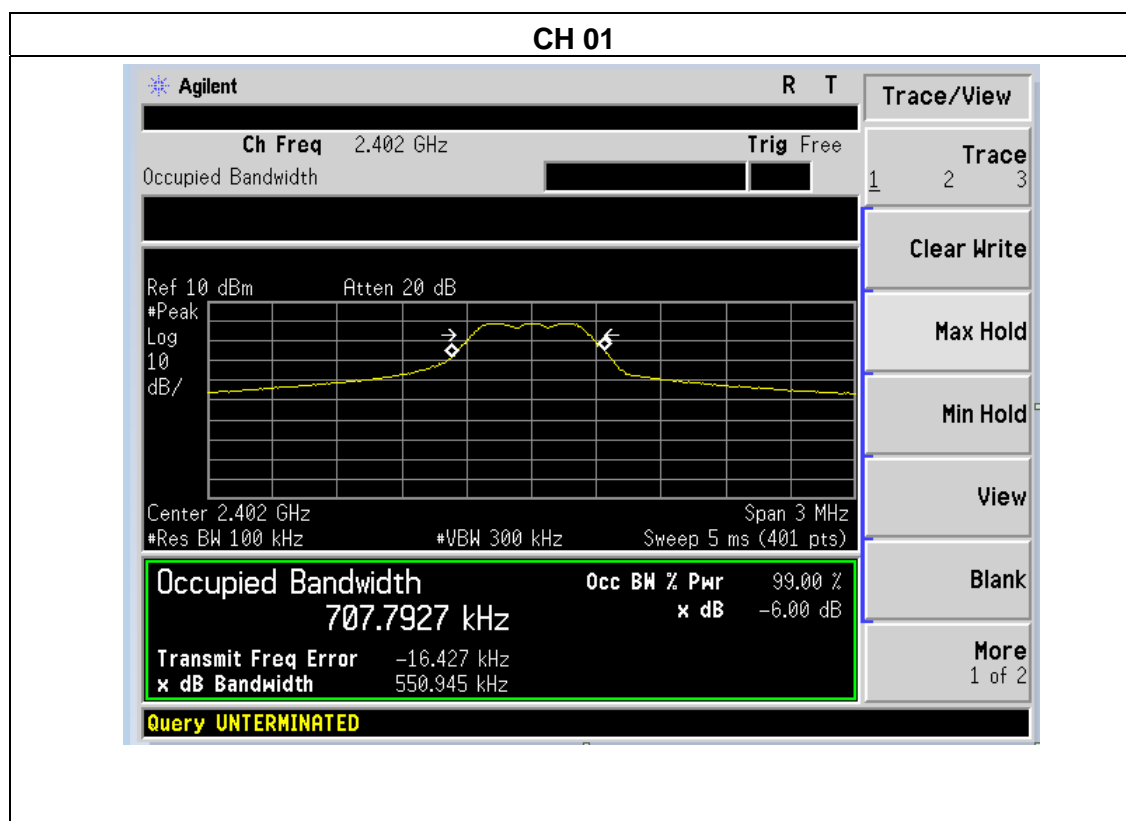 CH 01
Agilent R T
Ch Freq 2.402 GHz Trig Free
Occupied Bandwidth
Ref 10 dBm Atten 20 dB
#Peak
Log
10
dB/
Center 2.402 GHz Span 3 MHz
#Res BW 100 kHz #VBW 300 kHz Sweep 5 ms (401 pts)
Occupied Bandwidth Occ BW % Pwr 99.00 %
707.7927 kHz x dB -6.00 dB
Transmit Freq Error -16.427 kHz
x dB Bandwidth 550.945 kHz
Query UNTERMINATED
Trace/View
Trace
1 2 3
Clear Write
Max Hold
Min Hold
View
Blank
More
1 of 2